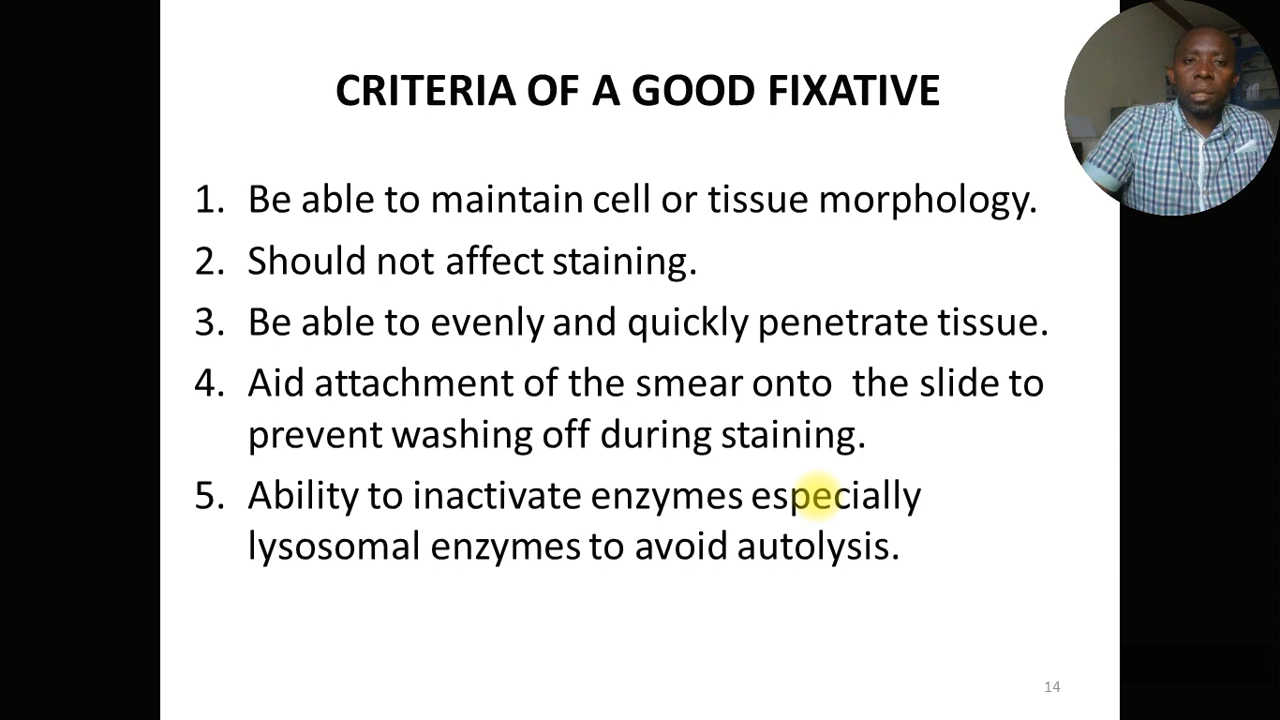 CRITERIA OF A GOOD FIXATIVE
1. Be able to maintain cell or tissue morphology.
2. Should not affect staining.
3. Be able to evenly and quickly penetrate tissue.
4. Aid attachment of the smear onto the slide to
prevent washing off during staining.
5. Ability to inactivate enzymes especially
lysosomal enzymes to avoid autolysis.
14